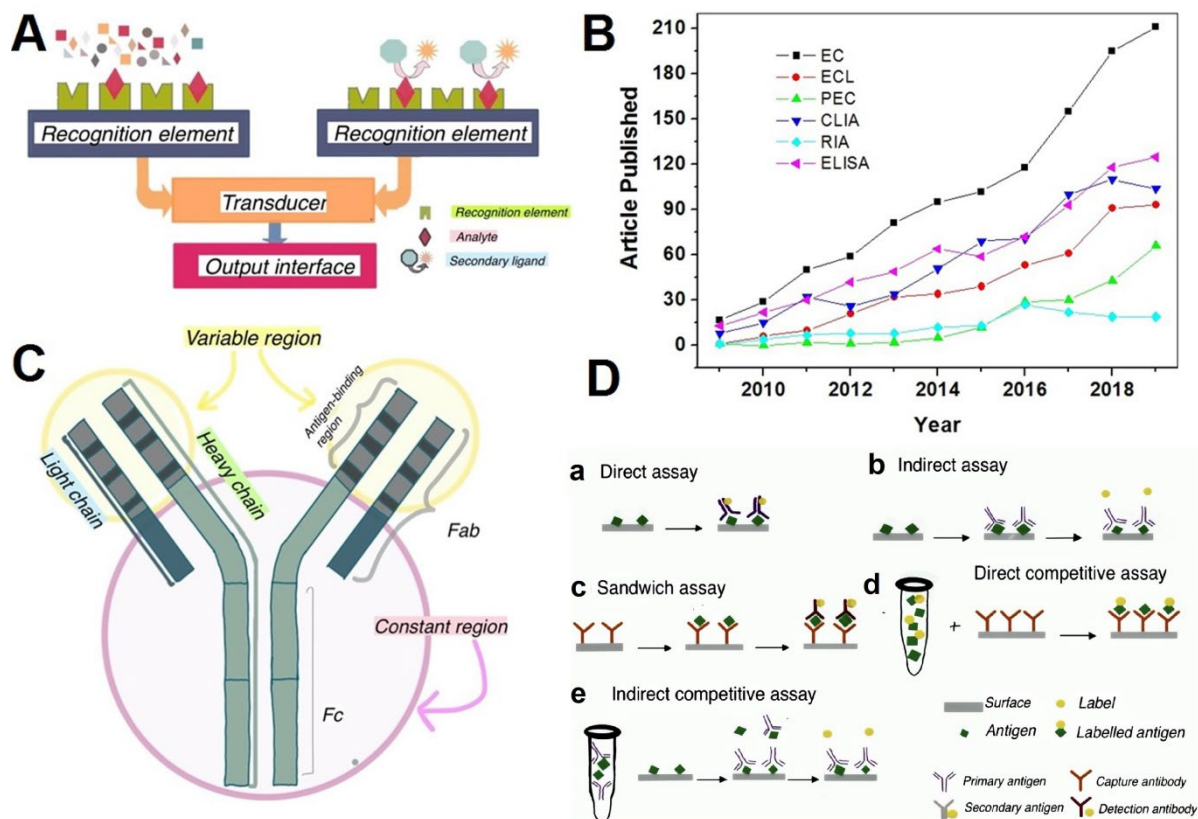 A
Recognition element
Recognition element
Transducer
Output interface
Recognition element
Analyte
Secondary ligand
B
Article Published
210
180
150
120
90
60
30
0
EC
ECL
PEC
CLIA
RIA
ELISA
2010
2012
2014
2016
2018
Year
C
Variable region
Antigen-binding
region
Light chain
Heavy chain
Fab
Constant region
Fc
D
a Direct assay
b Indirect assay
c Sandwich assay
d Direct competitive assay
+
e Indirect competitive assay
Surface
Label
Antigen
Labelled antigen
Primary antigen
Capture antibody
Secondary antigen
Detection antibody